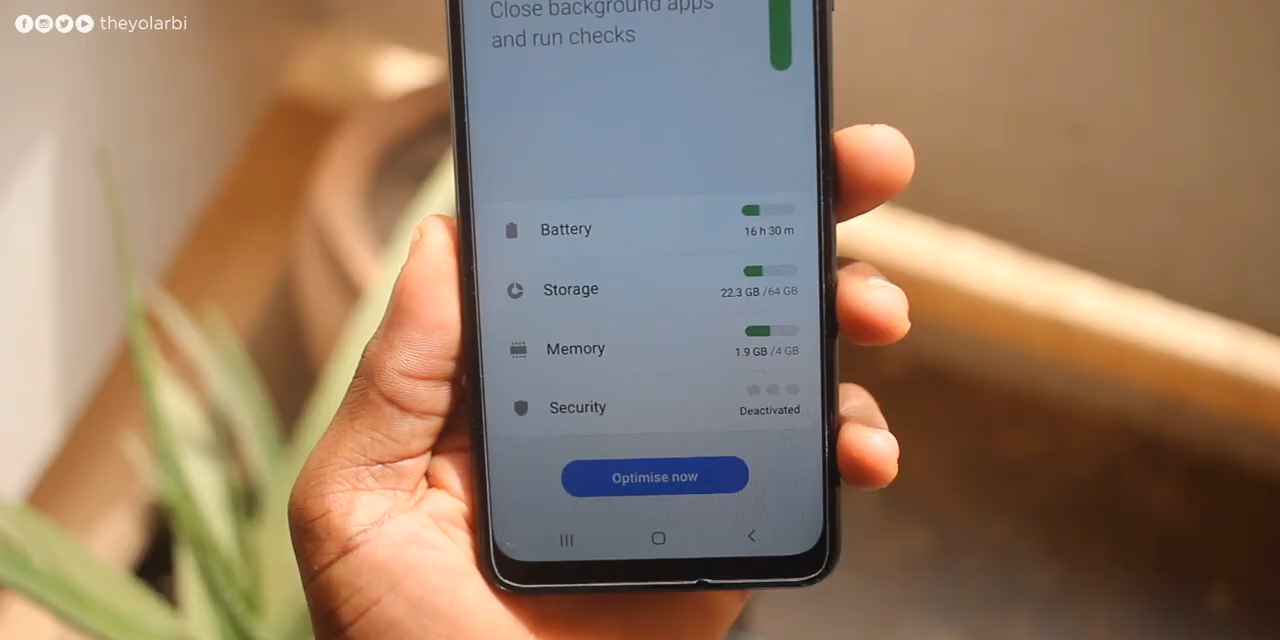 theyolarbi
Close background apps
and run checks
Battery
16 h 30 m
Storage
22.3 GB /64 GB
Memory
1.9 GB /4 GB
Security
Deactivated
Optimise now